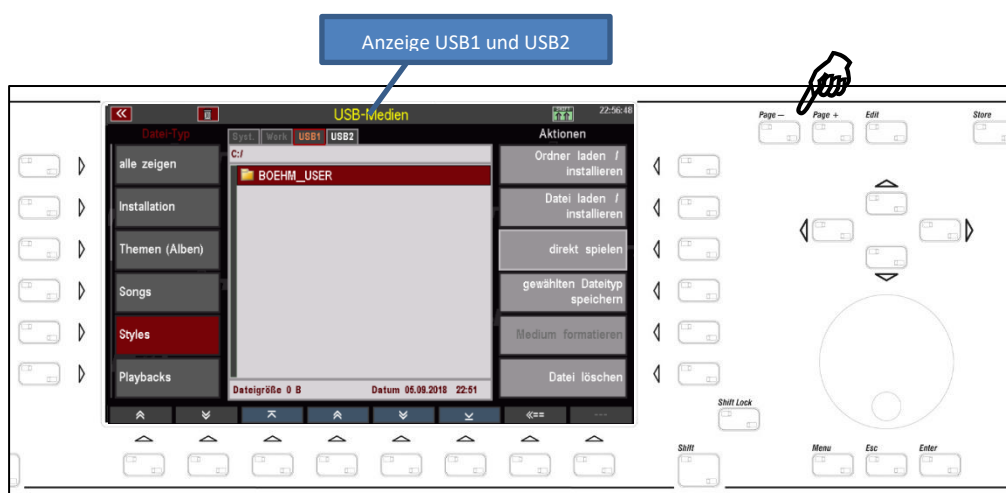 Anzeige USB1 und USB2
USB-Medien
22:56:48
Datei-Typ
Syst. Werk USB1 USB2
Aktionen
C:/
BOEHM_USER
alle zeigen
Installation
Themen (Alben)
Songs
Styles
Playbacks
Ordner laden /
installieren
Datei laden /
installieren
direkt spielen
gewählten Dateityp
speichern
Medium formatieren
Datei löschen
Dateigröße 0 B Datum 05.09.2018 22:51
«== ---
Page — Page + Edit Store
Shift Lock
Shift Menu Esc Enter